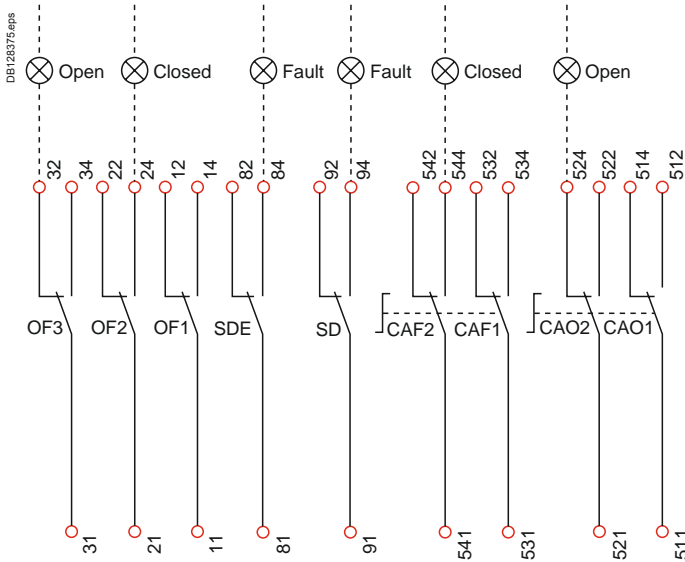 DB128375.eps
Open Closed Fault Fault Closed Open
32 34 22 24 12 14 82 84 92 94 542 544 532 534 524 522 514 512
OF3 OF2 OF1 SDE SD CAF2 CAF1 CAO2 CAO1
31 21 11 81 91 541 531 521 511